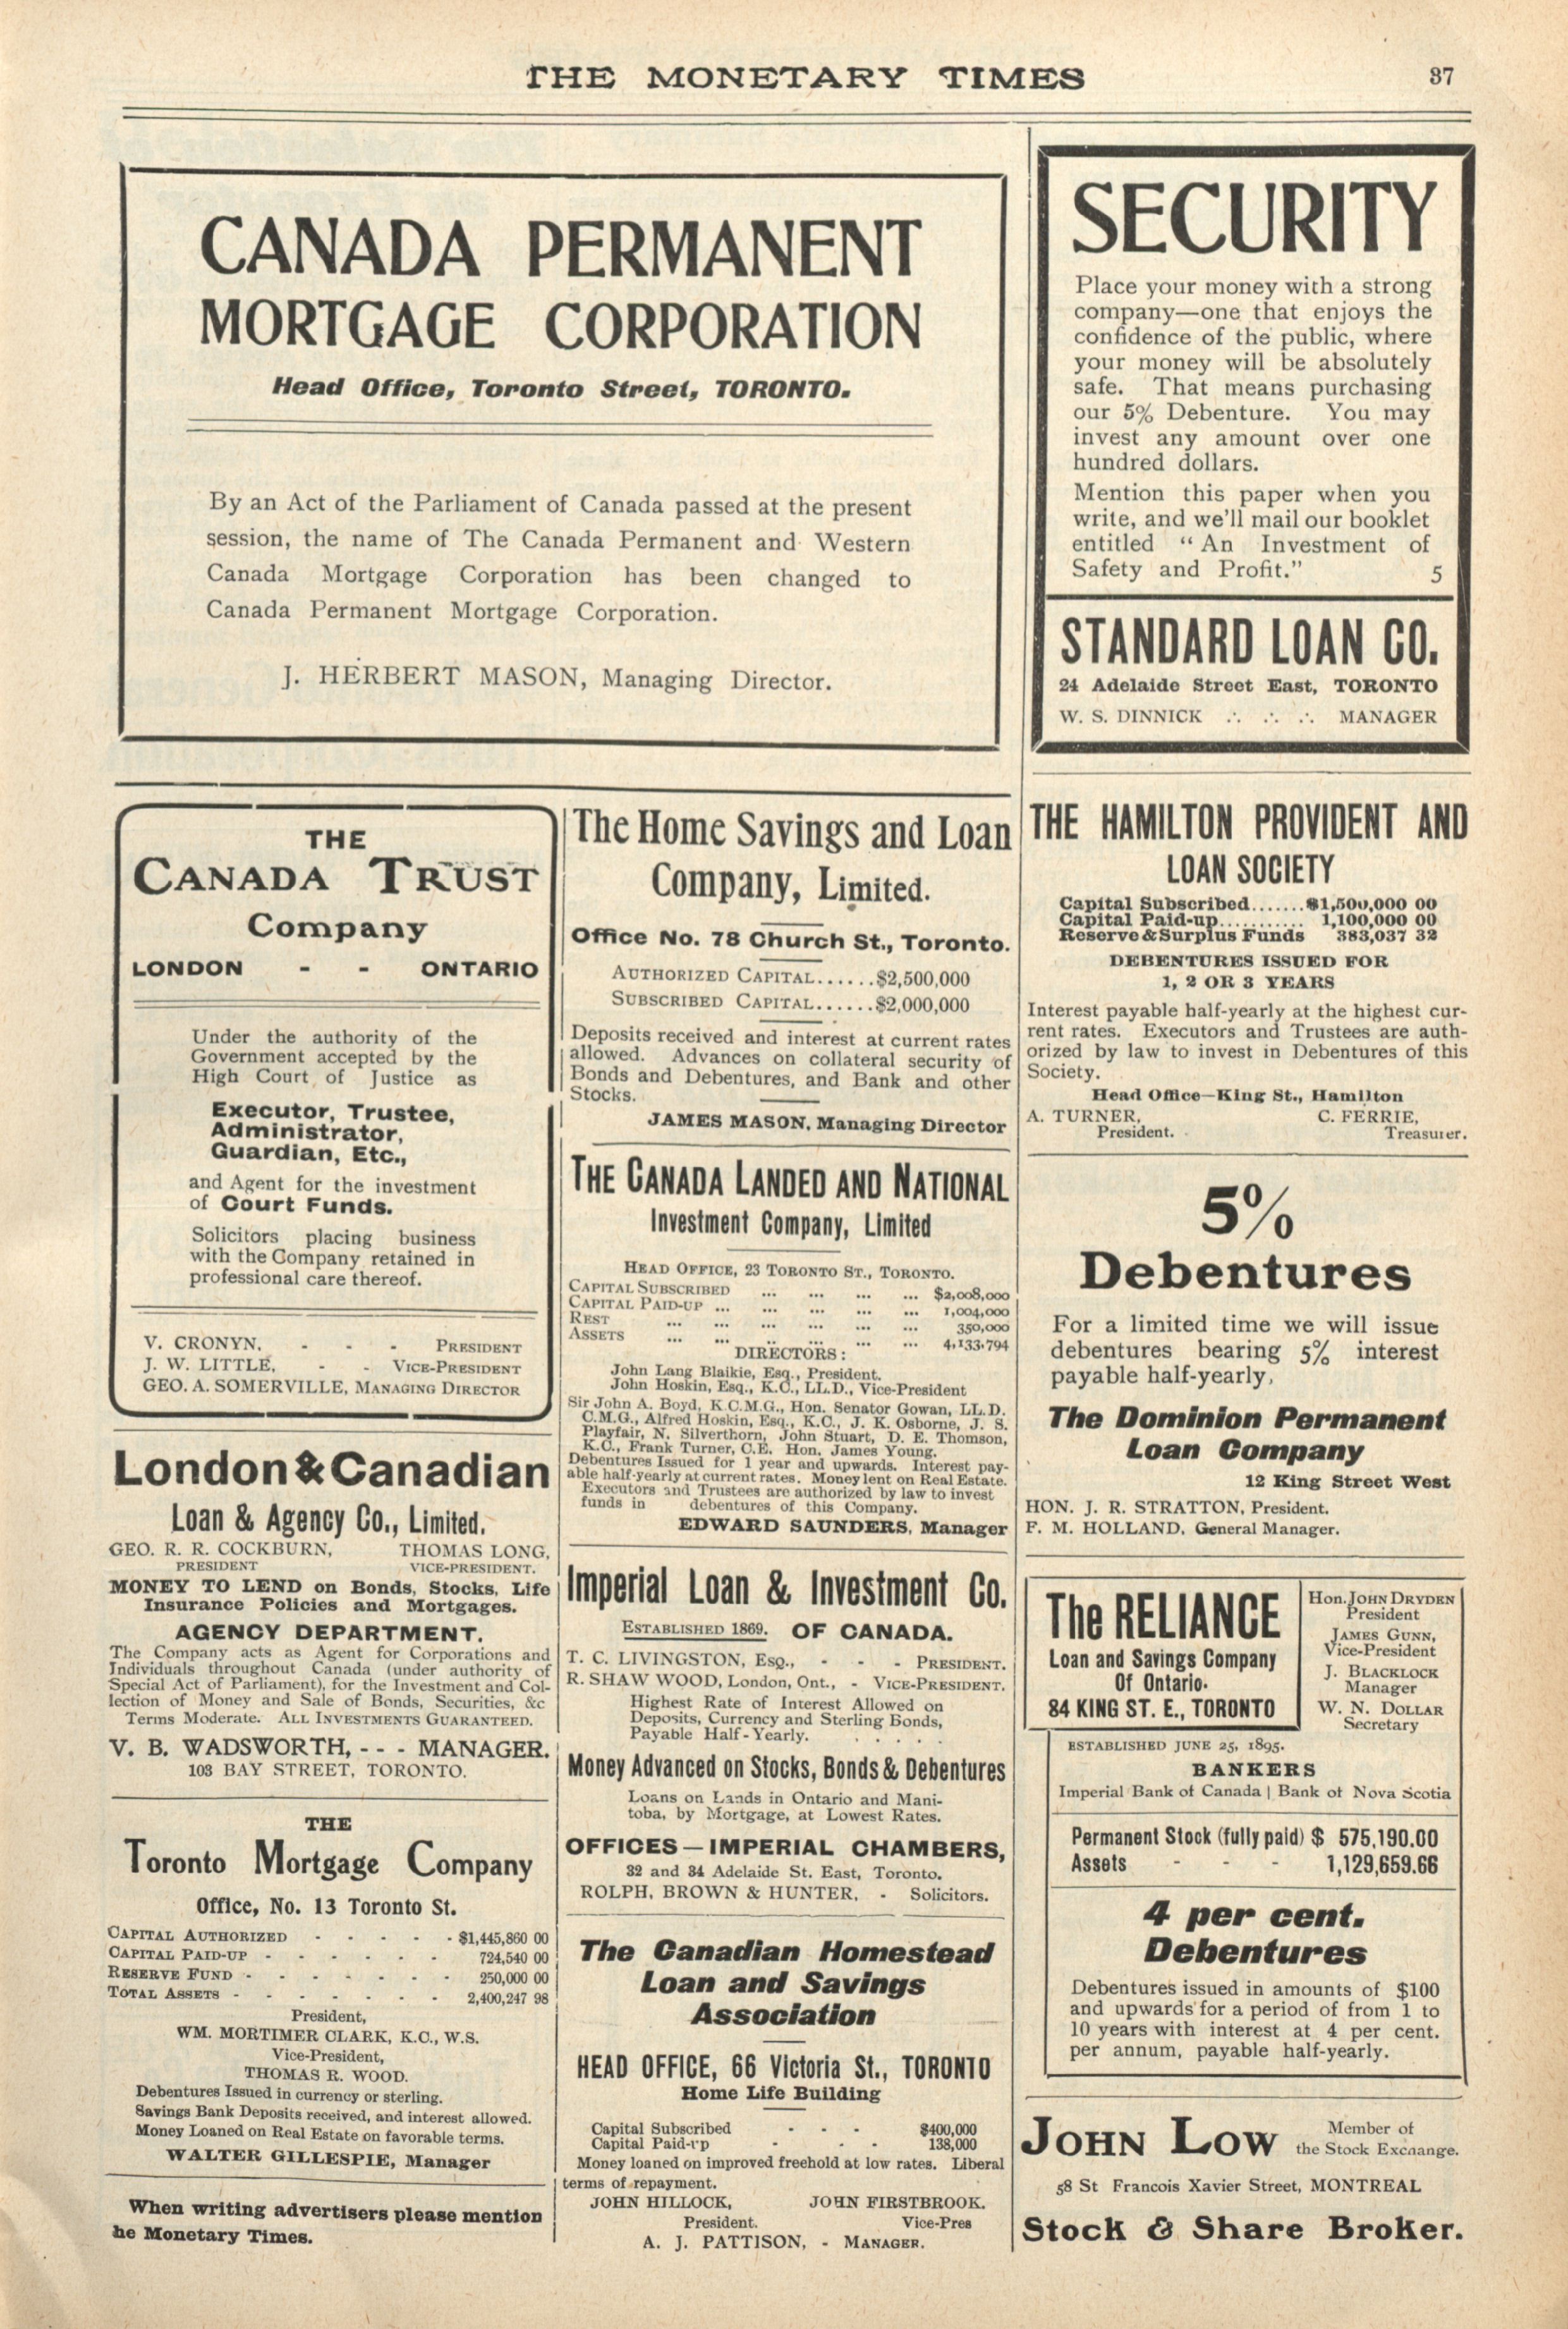 THE MONETARY TIMES
37
CANADA PERMANENT
MORTGAGE CORPORATION
Head Office, Toronto Street, TORONTO.
By an Act of the Parliament of Canada passed at the present
session, the name of The Canada Permanent and Western
Canada Mortgage Corporation has been changed to
Canada Permanent Mortgage Corporation.
J. HERBERT MASON, Managing Director.
SECURITY
Place your money with a strong
company—one that enjoys the
confidence of the public, where
your money will be absolutely
safe. That means purchasing
our 5% Debenture. You may
invest any amount over one
hundred dollars.
Mention this paper when you
write, and we'll mail our booklet
entitled "An Investment of
Safety and Profit." 5
STANDARD LOAN CO.
24 Adelaide Street East, TORONTO
W. S. DINNICK ∴ ∴ ∴ MANAGER
THE
CANADA TRUST
Company
LONDON - - ONTARIO
Under the authority of the
Government accepted by the
High Court of Justice as
Executor, Trustee,
Administrator,
Guardian, Etc.,
and Agent for the investment
of Court Funds.
Solicitors placing business
with the Company retained in
professional care thereof.
V. CRONYN, - - - PRESIDENT
J. W. LITTLE, - - VICE-PRESIDENT
GEO. A. SOMERVILLE, MANAGING DIRECTOR
London & Canadian
Loan & Agency Co., Limited.
GEO. R. R. COCKBURN, THOMAS LONG,
PRESIDENT VICE-PRESIDENT.
MONEY TO LEND on Bonds, Stocks, Life
Insurance Policies and Mortgages.
AGENCY DEPARTMENT.
The Company acts as Agent for Corporations and
Individuals throughout Canada (under authority of
Special Act of Parliament), for the Investment and Col-
lection of Money and Sale of Bonds, Securities, &c
Terms Moderate. ALL INVESTMENTS GUARANTEED.
V. B. WADSWORTH, - - - MANAGER.
103 BAY STREET, TORONTO.
THE
Toronto Mortgage Company
Office, No. 13 Toronto St.
CAPITAL AUTHORIZED - - - - - $1,445,860 00
CAPITAL PAID-UP - - - - - - 724,540 00
RESERVE FUND - - - - - - - 250,000 00
TOTAL ASSETS - - - - - - - 2,400,247 98
President,
WM. MORTIMER CLARK, K.C., W.S.
Vice-President,
THOMAS R. WOOD.
Debentures Issued in currency or sterling.
Savings Bank Deposits received, and interest allowed.
Money Loaned on Real Estate on favorable terms.
WALTER GILLESPIE, Manager
When writing advertisers please mention
he Monetary Times.
The Home Savings and Loan
Company, Limited.
Office No. 78 Church St., Toronto.
AUTHORIZED CAPITAL......$2,500,000
SUBSCRIBED CAPITAL......$2,000,000
Deposits received and interest at current rates
allowed. Advances on collateral security of
Bonds and Debentures, and Bank and other
Stocks.
JAMES MASON, Managing Director
THE CANADA LANDED AND NATIONAL
Investment Company, Limited
HEAD OFFICE, 23 TORONTO ST., TORONTO.
CAPITAL SUBSCRIBED ... ... ... ... $2,008,000
CAPITAL PAID-UP ... ... ... ... ... 1,004,000
REST ... ... ... ... ... 350,000
ASSETS ... ... ... ... ... ... 4,133,794
DIRECTORS:
John Lang Blaikie, Esq., President.
John Hoskin, Esq., K.C., LL.D., Vice-President
Sir John A. Boyd, K.C.M.G., Hon. Senator Gowan, LL.D.
C.M.G., Alfred Hoskin, Esq., K.C., J. K. Osborne, J. S.
Playfair, N. Silverthorn, John Stuart, D. E. Thomson,
K.C., Frank Turner, C.E. Hon. James Young.
Debentures Issued for 1 year and upwards. Interest pay-
able half-yearly at current rates. Money lent on Real Estate.
Executors and Trustees are authorized by law to invest
funds in debentures of this Company.
EDWARD SAUNDERS, Manager
Imperial Loan & Investment Co.
ESTABLISHED 1869. OF CANADA.
T. C. LIVINGSTON, ESQ., - - - PRESIDENT.
R. SHAW WOOD, London, Ont., - VICE-PRESIDENT.
Highest Rate of Interest Allowed on
Deposits, Currency and Sterling Bonds,
Payable Half-Yearly. . . . . .
Money Advanced on Stocks, Bonds & Debentures
Loans on Lands in Ontario and Mani-
toba, by Mortgage, at Lowest Rates.
OFFICES—IMPERIAL CHAMBERS,
32 and 34 Adelaide St. East, Toronto.
ROLPH, BROWN & HUNTER, - Solicitors.
The Canadian Homestead
Loan and Savings
Association
HEAD OFFICE, 66 Victoria St., TORONTO
Home Life Building
Capital Subscribed - - - $400,000
Capital Paid-up - - - 138,000
Money loaned on improved freehold at low rates. Liberal
terms of repayment.
JOHN HILLOCK, JOHN FIRSTBROOK.
President. Vice-Pres
A. J. PATTISON, - MANAGER.
THE HAMILTON PROVIDENT AND
LOAN SOCIETY
Capital Subscribed.......$1,500,000 00
Capital Paid-up........... 1,100,000 00
Reserve & Surplus Funds 383,037 32
DEBENTURES ISSUED FOR
1, 2 OR 3 YEARS
Interest payable half-yearly at the highest cur-
rent rates. Executors and Trustees are auth-
orized by law to invest in Debentures of this
Society.
Head Office—King St., Hamilton
A. TURNER, C. FERRIE,
President. Treasurer.
5%
Debentures
For a limited time we will issue
debentures bearing 5% interest
payable half-yearly,
The Dominion Permanent
Loan Company
12 King Street West
HON. J. R. STRATTON, President.
F. M. HOLLAND, General Manager.
The RELIANCE
Loan and Savings Company
Of Ontario.
84 KING ST. E., TORONTO
Hon. JOHN DRYDEN
President
JAMES GUNN,
Vice-President
J. BLACKLOCK
Manager
W. N. DOLLAR
Secretary
ESTABLISHED JUNE 25, 1895.
BANKERS
Imperial Bank of Canada | Bank of Nova Scotia
Permanent Stock (fully paid) $ 575,190.00
Assets - - - 1,129,659.66
4 per cent.
Debentures
Debentures issued in amounts of $100
and upwards for a period of from 1 to
10 years with interest at 4 per cent.
per annum, payable half-yearly.
JOHN LOW Member of
the Stock Exchange.
58 St Francois Xavier Street, MONTREAL
Stock & Share Broker.